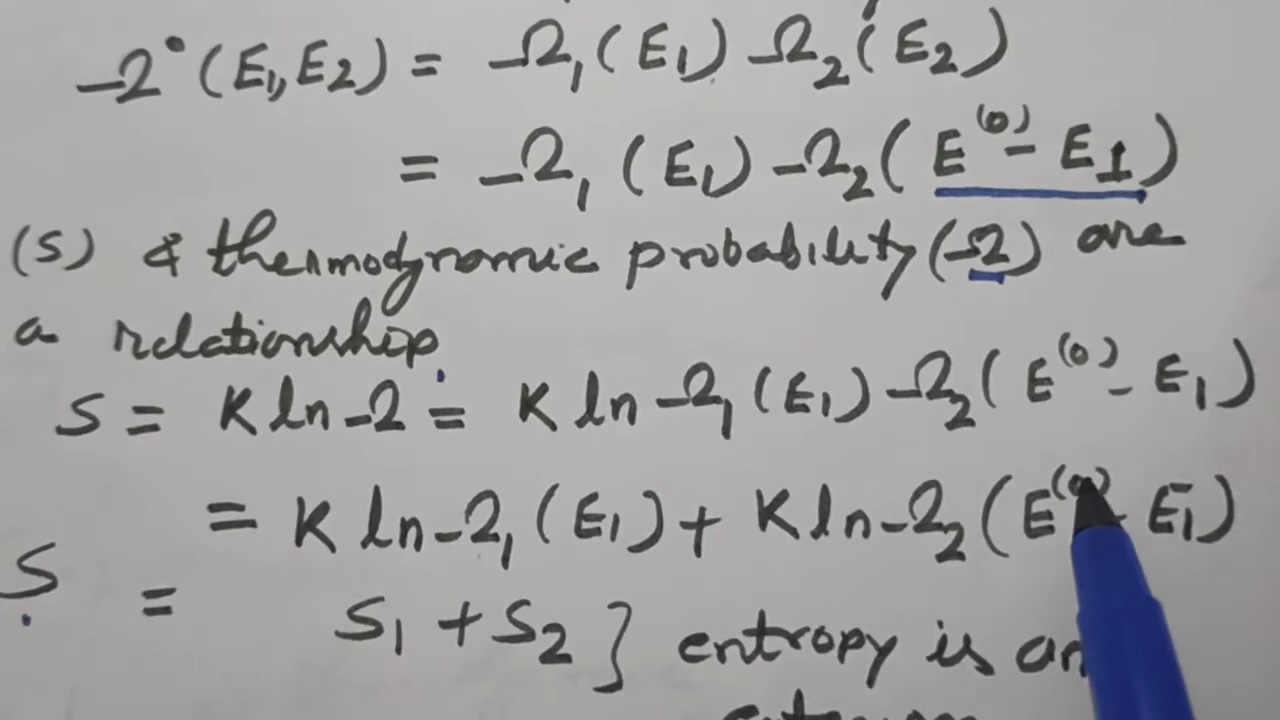 Ω°(E₁,E₂) = Ω₁(E₁) Ω₂(E₂)
= Ω₁(E₁) Ω₂(E⁽⁰⁾ - E₁)
(S) & thermodynamic probability (Ω) are
a relationship
S = K ln Ω = K ln Ω₁(E₁) Ω₂(E⁽⁰⁾ - E₁)
= K ln Ω₁(E₁) + K ln Ω₂(E⁽⁰⁾ - E₁)
S = S₁ + S₂ } entropy is an